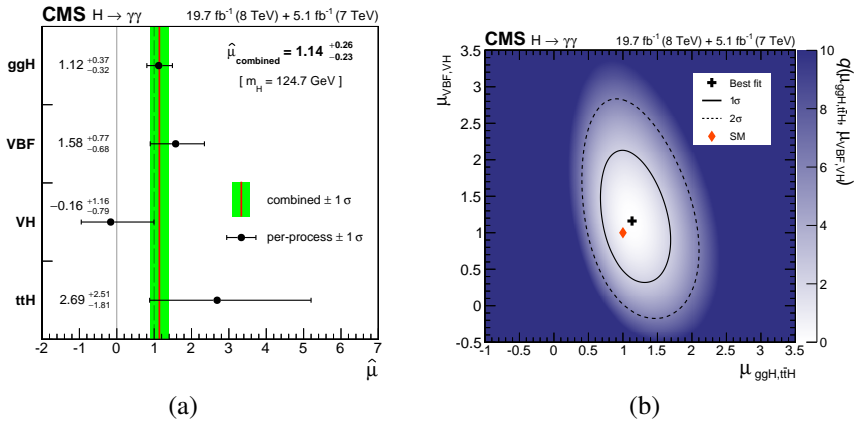 CMS H → γγ 19.7 fb⁻¹ (8 TeV) + 5.1 fb⁻¹ (7 TeV)
μ̂combined = 1.14 +0.26 −0.23
[ mH = 124.7 GeV ]
ggH 1.12 +0.37 −0.32
VBF 1.58 +0.77 −0.68
VH −0.16 +1.16 −0.79
ttH 2.69 +2.51 −1.81
combined ± 1 σ
per-process ± 1 σ
-2 -1 0 1 2 3 4 5 6 7
μ̂
(a)
CMS H → γγ 19.7 fb⁻¹ (8 TeV) + 5.1 fb⁻¹ (7 TeV)
μVBF,VH
3.5
3
2.5
2
1.5
1
0.5
0
-0.5
Best fit
1σ
2σ
SM
-1 -0.5 0 0.5 1 1.5 2 2.5 3 3.5
μ ggH,tt̄H
10
9
8
7
6
5
4
3
2
1
0
q(μggH,tt̄H, μVBF,VH)
(b)